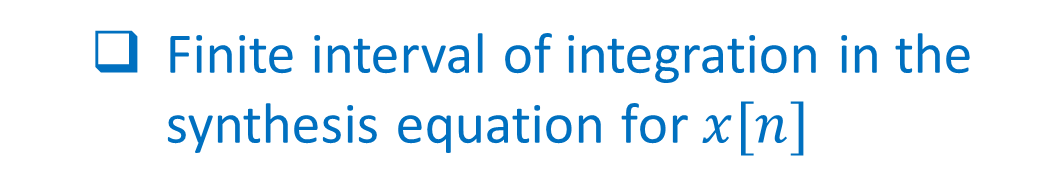 ❑ Finite interval of integration in the
synthesis equation for 𝑥[𝑛]